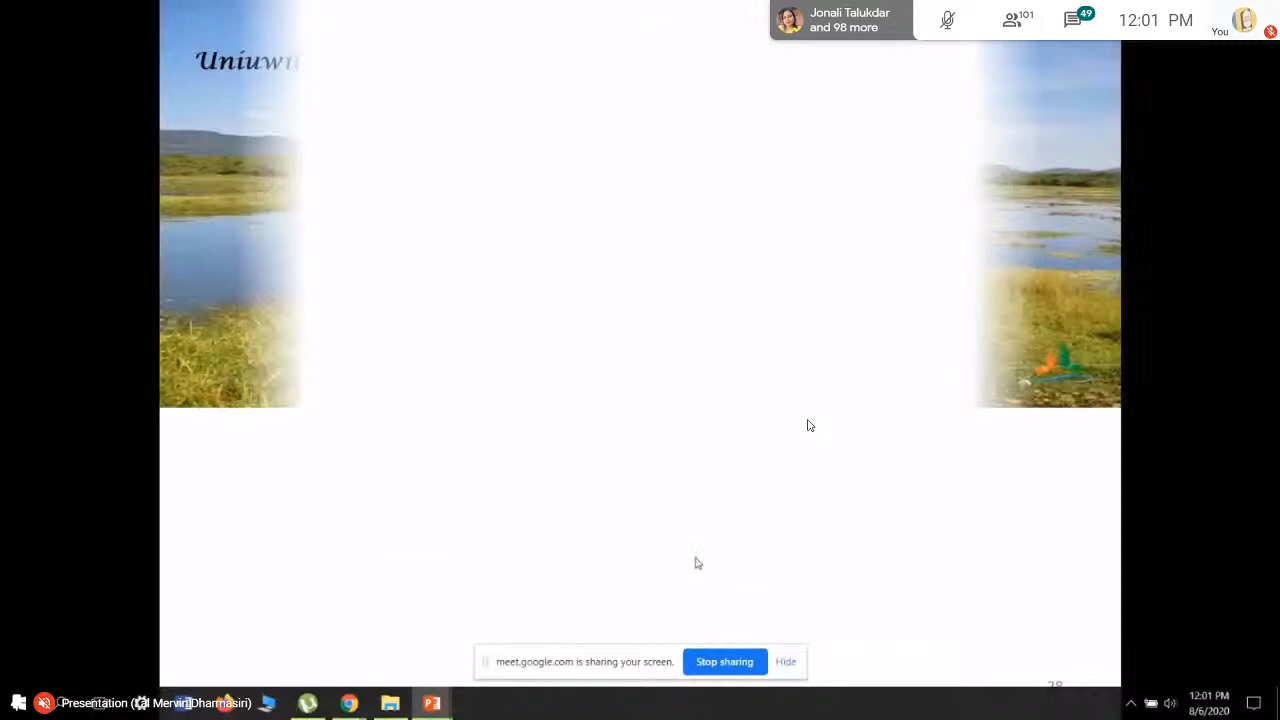 Jonali Talukdar
and 98 more
101
49
12:01 PM
You
meet.google.com is sharing your screen.
Stop sharing
Hide
12:01 PM
8/6/2020